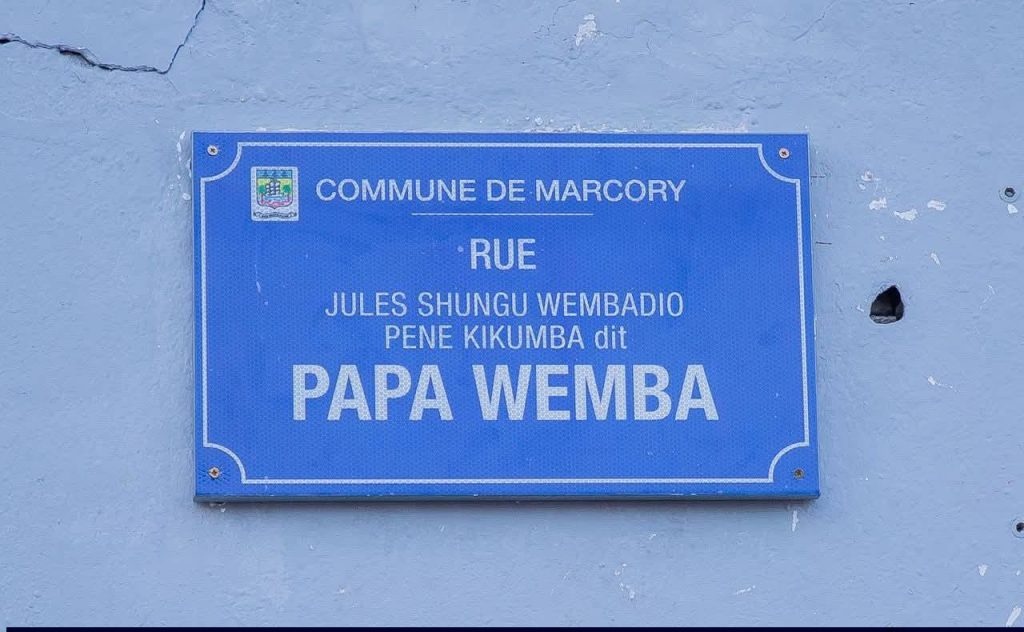 COMMUNE DE MARCORY
RUE
JULES SHUNGU WEMBADIO
PENE KIKUMBA dit
PAPA WEMBA